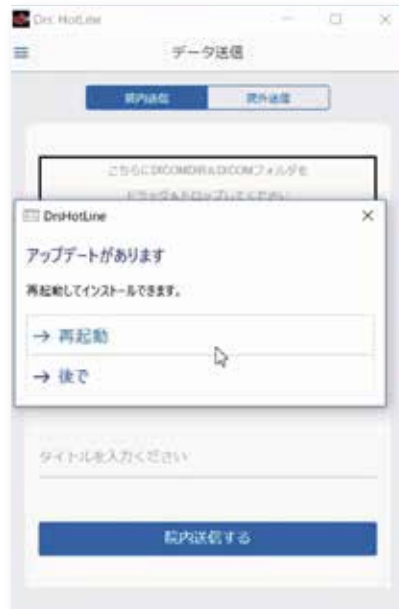 Drs. HotLine
データ送信
院内送信
院外送信
こちらにDICOMDIR&DICOMフォルダを
ドラッグ&ドロップしてください
DrsHotLine
アップデートがあります
再起動してインストールできます。
→ 再起動
→ 後で
タイトルを入力ください
院内送信する